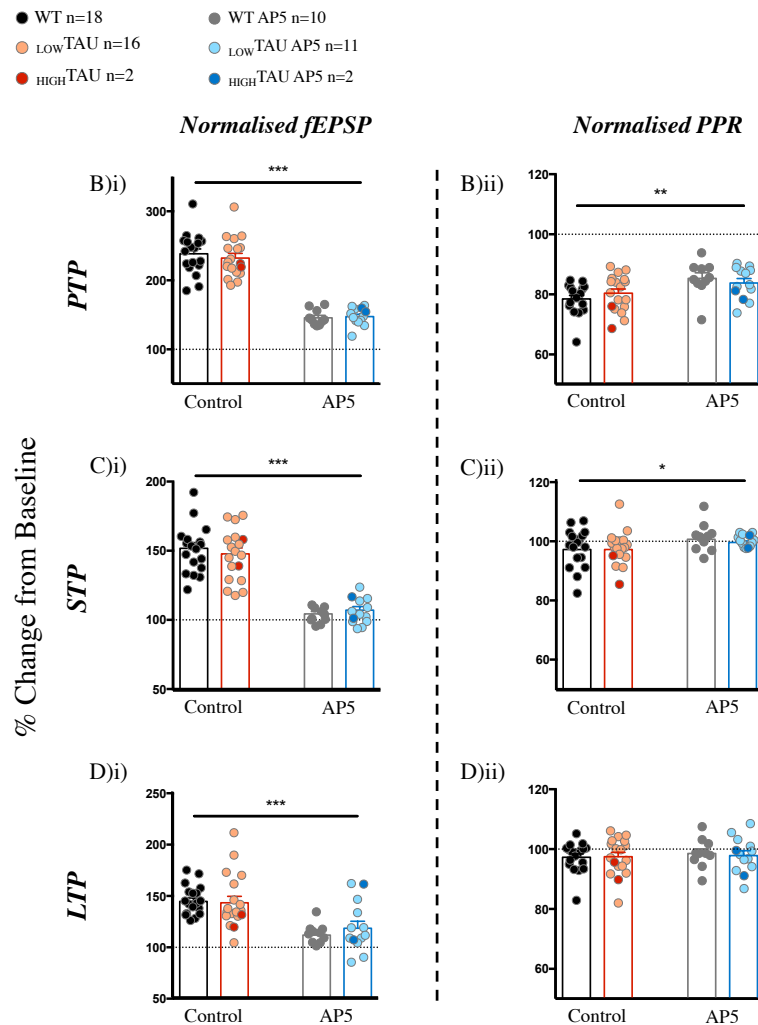 WT n=18
WT AP5 n=10
LOWTAU n=16
LOWTAU AP5 n=11
HIGHTAU n=2
HIGHTAU AP5 n=2
Normalised fEPSP
Normalised PPR
% Change from Baseline
PTP
B)i)
***
300
200
100
Control
AP5
B)ii)
**
120
100
80
60
Control
AP5
STP
C)i)
***
200
150
100
50
Control
AP5
C)ii)
*
120
100
80
60
Control
AP5
LTP
D)i)
***
250
200
150
100
50
Control
AP5
D)ii)
120
100
80
60
Control
AP5